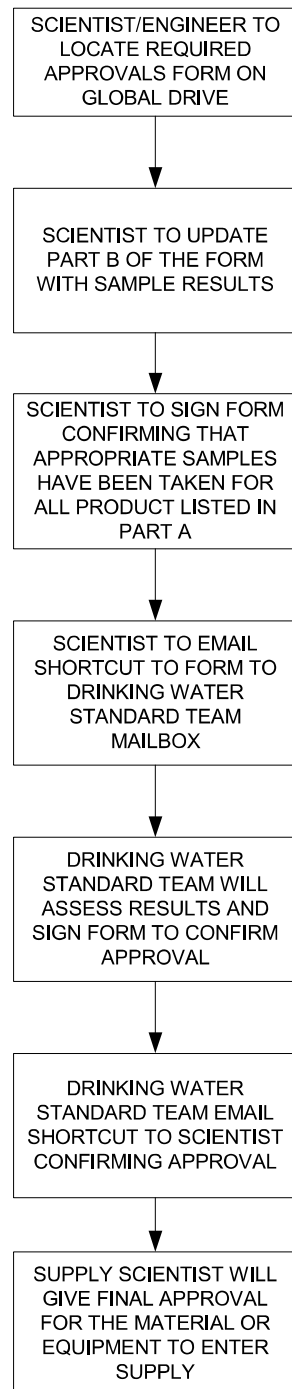 SCIENTIST/ENGINEER TO
LOCATE REQUIRED
APPROVALS FORM ON
GLOBAL DRIVE
SCIENTIST TO UPDATE
PART B OF THE FORM
WITH SAMPLE RESULTS
SCIENTIST TO SIGN FORM
CONFIRMING THAT
APPROPRIATE SAMPLES
HAVE BEEN TAKEN FOR
ALL PRODUCT LISTED IN
PART A
SCIENTIST TO EMAIL
SHORTCUT TO FORM TO
DRINKING WATER
STANDARD TEAM
MAILBOX
DRINKING WATER
STANDARD TEAM WILL
ASSESS RESULTS AND
SIGN FORM TO CONFIRM
APPROVAL
DRINKING WATER
STANDARD TEAM EMAIL
SHORTCUT TO SCIENTIST
CONFIRMING APPROVAL
SUPPLY SCIENTIST WILL
GIVE FINAL APPROVAL
FOR THE MATERIAL OR
EQUIPMENT TO ENTER
SUPPLY